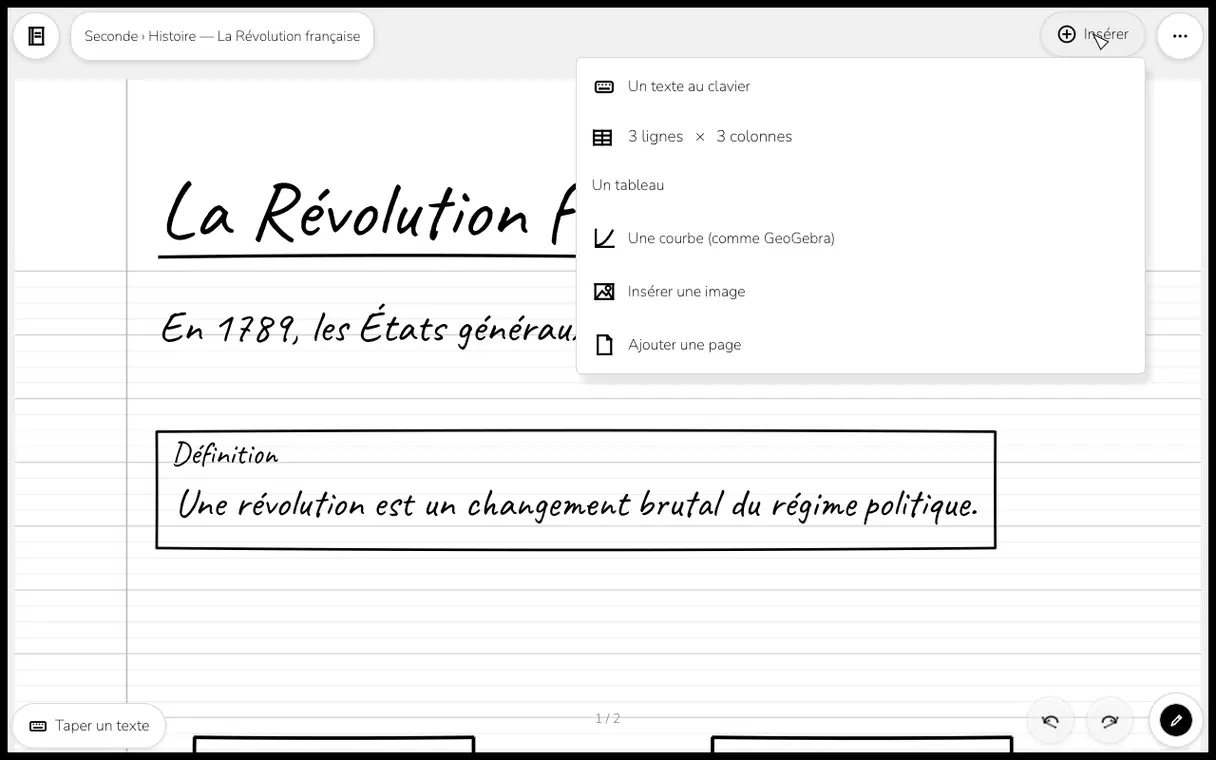 Seconde › Histoire — La Révolution française
Insérer
Un texte au clavier
3 lignes × 3 colonnes
Un tableau
Une courbe (comme GeoGebra)
Insérer une image
Ajouter une page
La Révolution f
En 1789, les États généraux
Définition
Une révolution est un changement brutal du régime politique.
Taper un texte
1 / 2